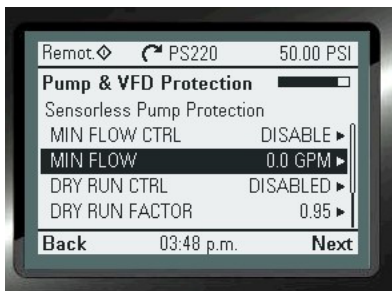 Remot. PS220 50.00 PSI
Pump & VFD Protection
Sensorless Pump Protection
MIN FLOW CTRL DISABLE
MIN FLOW 0.0 GPM
DRY RUN CTRL DISABLED
DRY RUN FACTOR 0.95
Back 03:48 p.m. Next